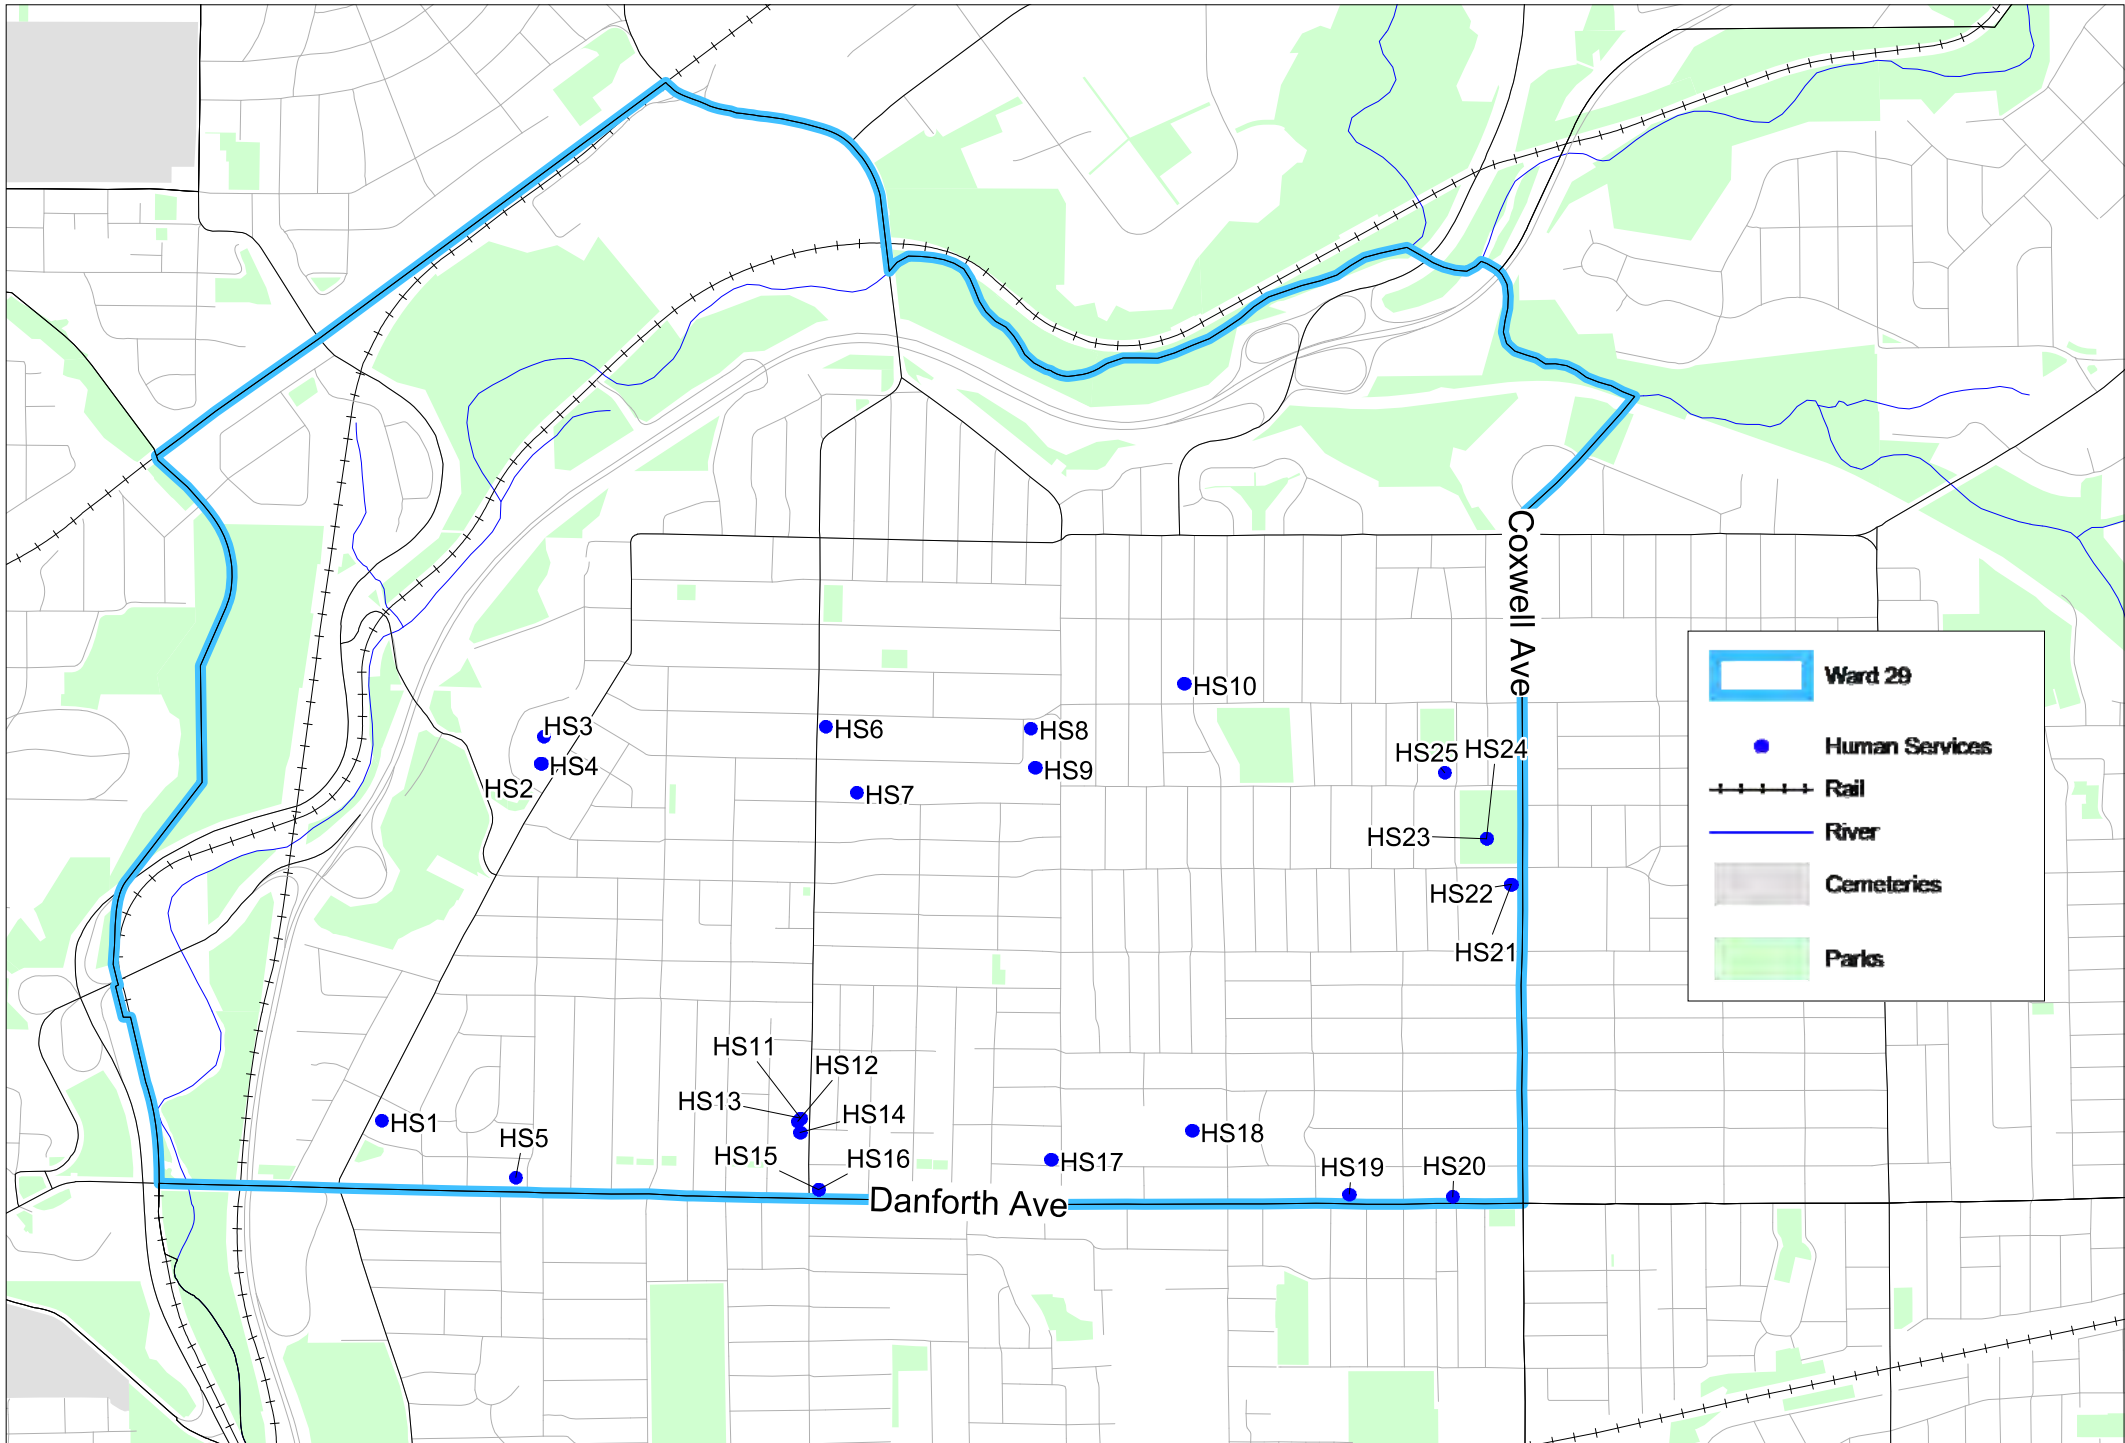 Coxwell Ave
Ward 29
Human Services
Rail
River
Cemeteries
Parks
HS10
HS3
HS6
HS8
HS4
HS9
HS2
HS7
HS25
HS24
HS23
HS22
HS21
HS11
HS12
HS13
HS14
HS1
HS5
HS18
HS15
HS16
HS17
HS19
HS20
Danforth Ave